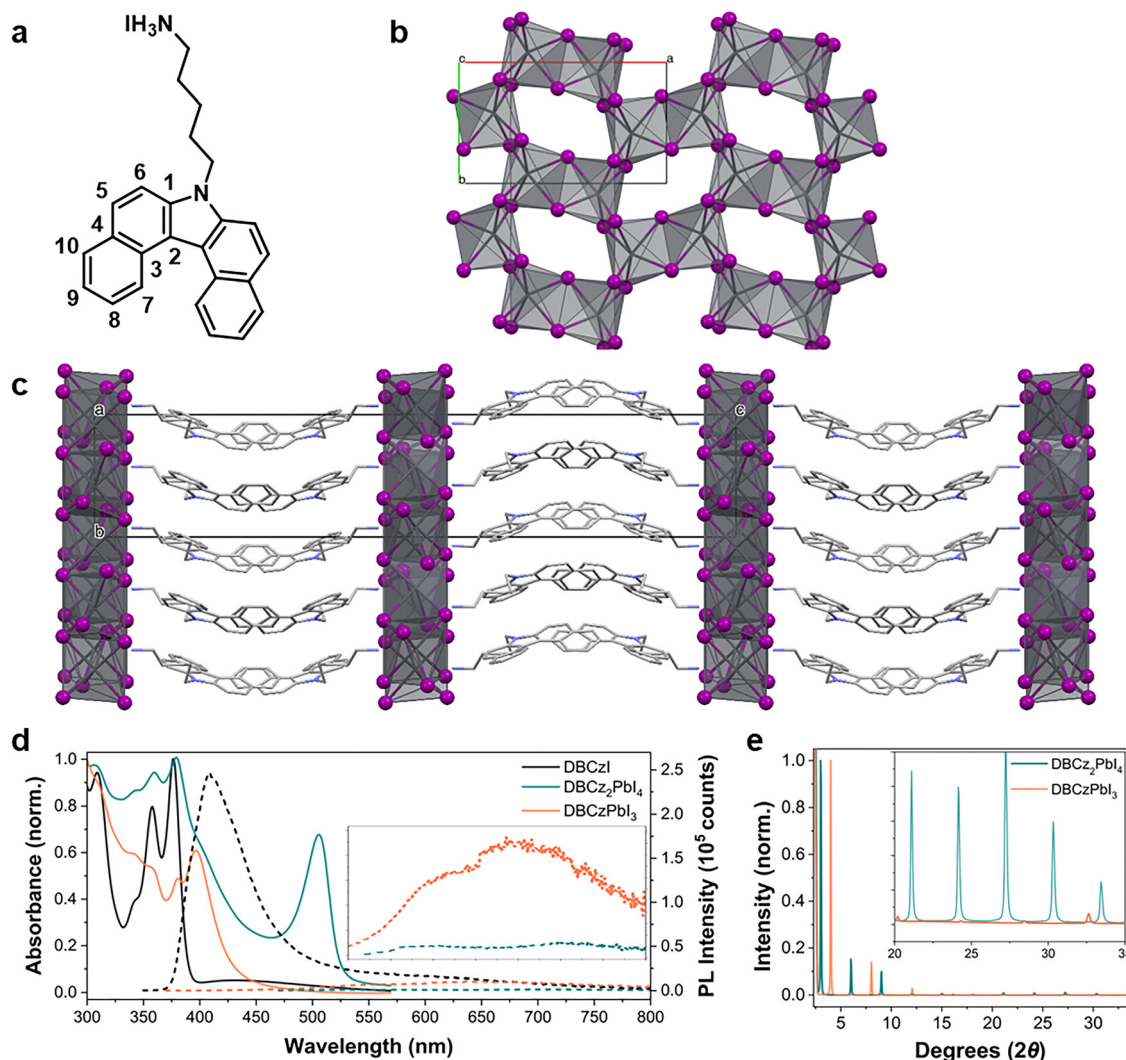 a
IH3N
6
1
N
5
4
2
10
3
9
8
7
b
c
a
b
c
a
c
b
d
1.0
0.8
0.6
0.4
0.2
0.0
Absorbance (norm.)
300 350 400 450 500 550 600 650 700 750 800
Wavelength (nm)
DBCzI
DBCz2PbI4
DBCzPbI3
2.5
2.0
1.5
1.0
0.5
0.0
PL Intensity (10^5 counts)
e
1.0
0.8
0.6
0.4
0.2
0.0
Intensity (norm.)
5 10 15 20 25 30
Degrees (2θ)
DBCz2PbI4
DBCzPbI3
20 25 30 35